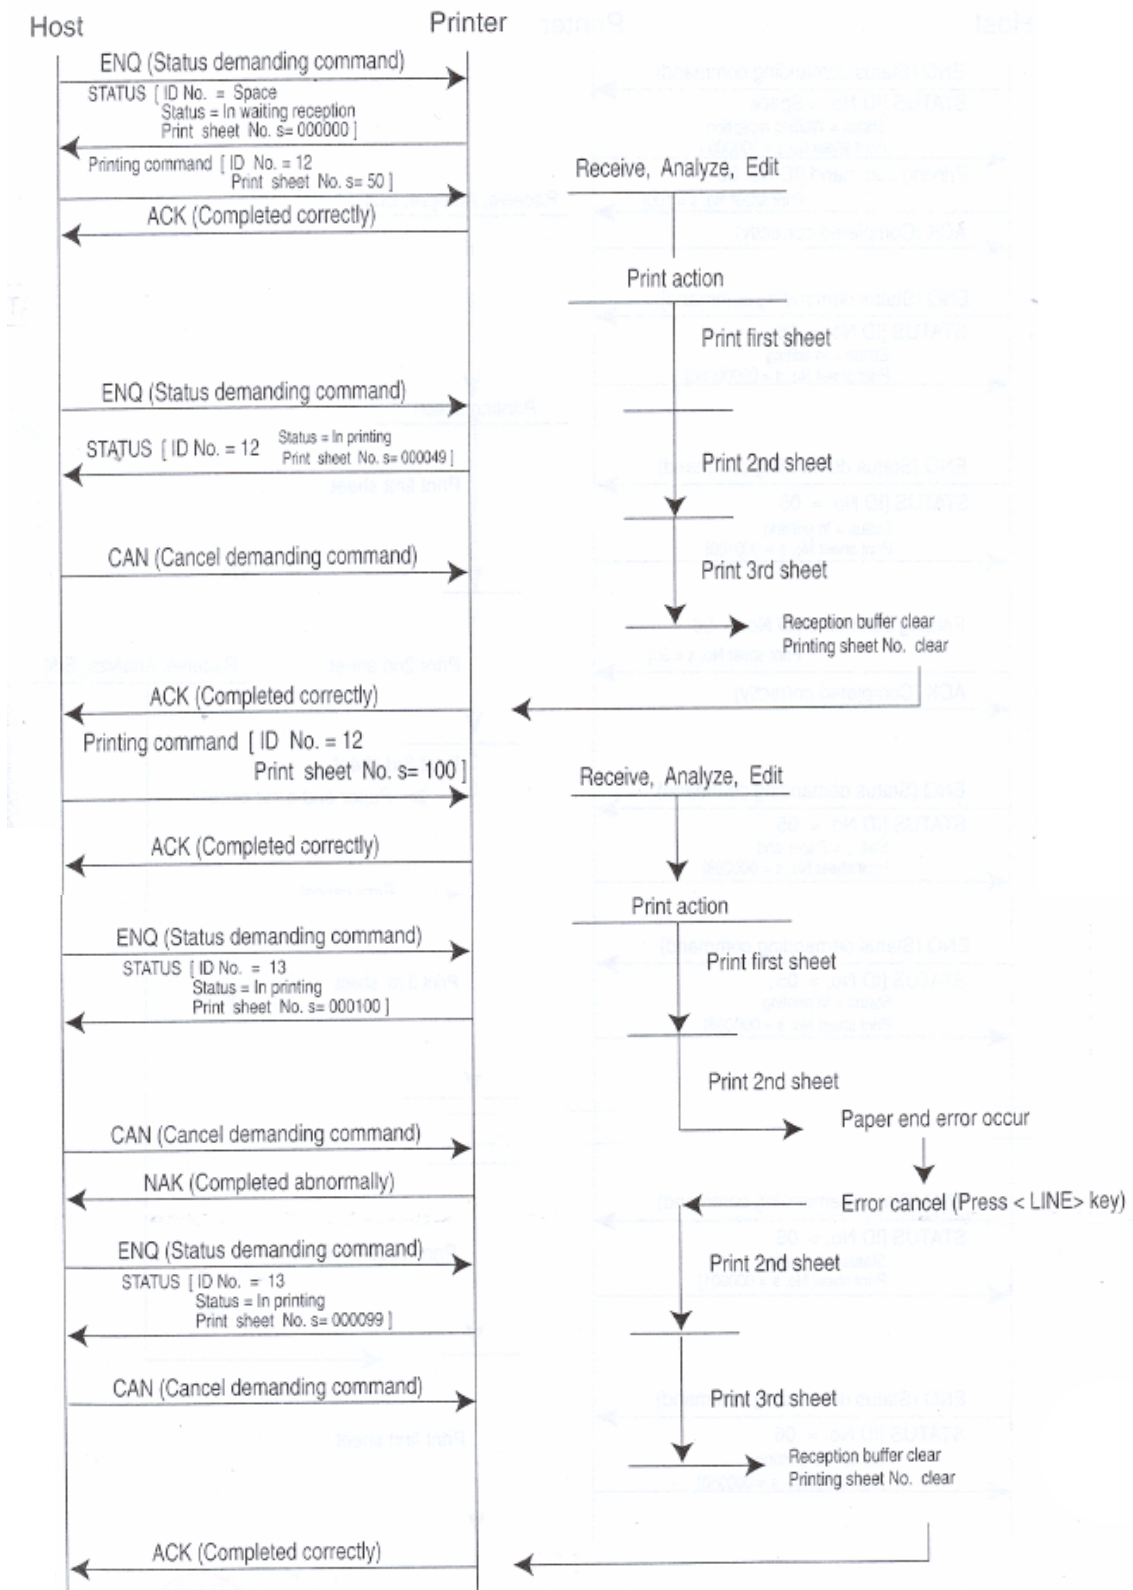 Host
Printer
ENQ (Status demanding command)
STATUS [ ID No. = Space
Status = In waiting reception
Print sheet No. s= 000000 ]
Printing command [ ID No. = 12
Print sheet No. s= 50 ]
Receive, Analyze, Edit
ACK (Completed correctly)
Print action
Print first sheet
ENQ (Status demanding command)
STATUS [ ID No. = 12 Status = In printing
Print sheet No. s= 000049 ]
Print 2nd sheet
CAN (Cancel demanding command)
Print 3rd sheet
Reception buffer clear
Printing sheet No. clear
ACK (Completed correctly)
Printing command [ ID No. = 12
Print sheet No. s= 100 ]
Receive, Analyze, Edit
ACK (Completed correctly)
Print action
ENQ (Status demanding command)
STATUS [ ID No. = 13
Status = In printing
Print sheet No. s= 000100 ]
Print first sheet
Print 2nd sheet
Paper end error occur
CAN (Cancel demanding command)
NAK (Completed abnormally)
Error cancel (Press < LINE> key)
ENQ (Status demanding command)
STATUS [ ID No. = 13
Status = In printing
Print sheet No. s= 000099 ]
Print 2nd sheet
CAN (Cancel demanding command)
Print 3rd sheet
Reception buffer clear
Printing sheet No. clear
ACK (Completed correctly)